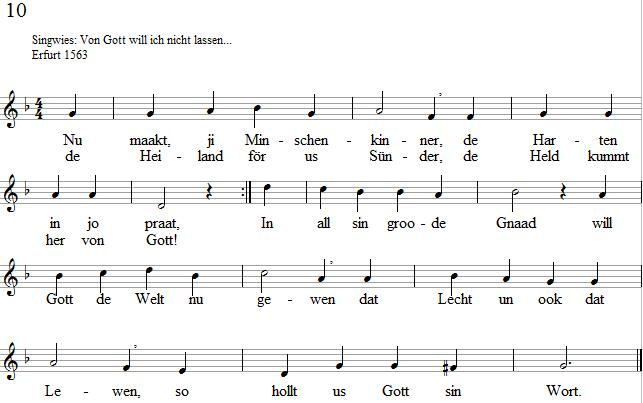 10
Singwies: Von Gott will ich nicht lassen...
Erfurt 1563
4
4
Nu maakt, ji Min - schen - kin - ner, de Har - ten
de Hei - land för us Sün - der, de Held kummt
in jo praat, In all sin groo - de Gnaad will
her von Gott!
Gott de Welt nu ge - wen dat Lecht un ook dat
Le - wen, so hollt us Gott sin Wort.